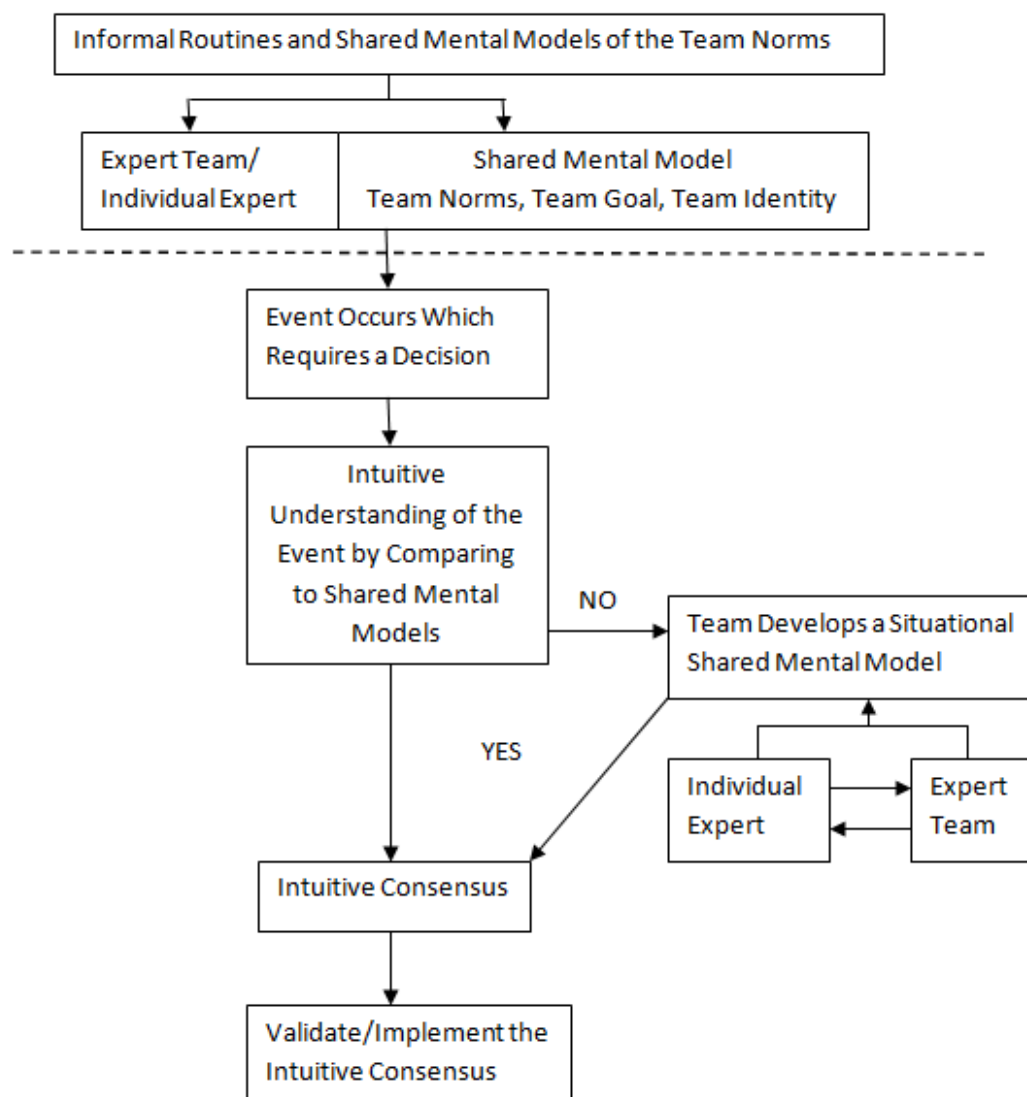 Informal Routines and Shared Mental Models of the Team Norms
Expert Team/
Individual Expert
Shared Mental Model
Team Norms, Team Goal, Team Identity
Event Occurs Which
Requires a Decision
Intuitive
Understanding of the
Event by Comparing
to Shared Mental
Models
NO
Team Develops a Situational
Shared Mental Model
YES
Individual
Expert
Expert
Team
Intuitive Consensus
Validate/Implement the
Intuitive Consensus